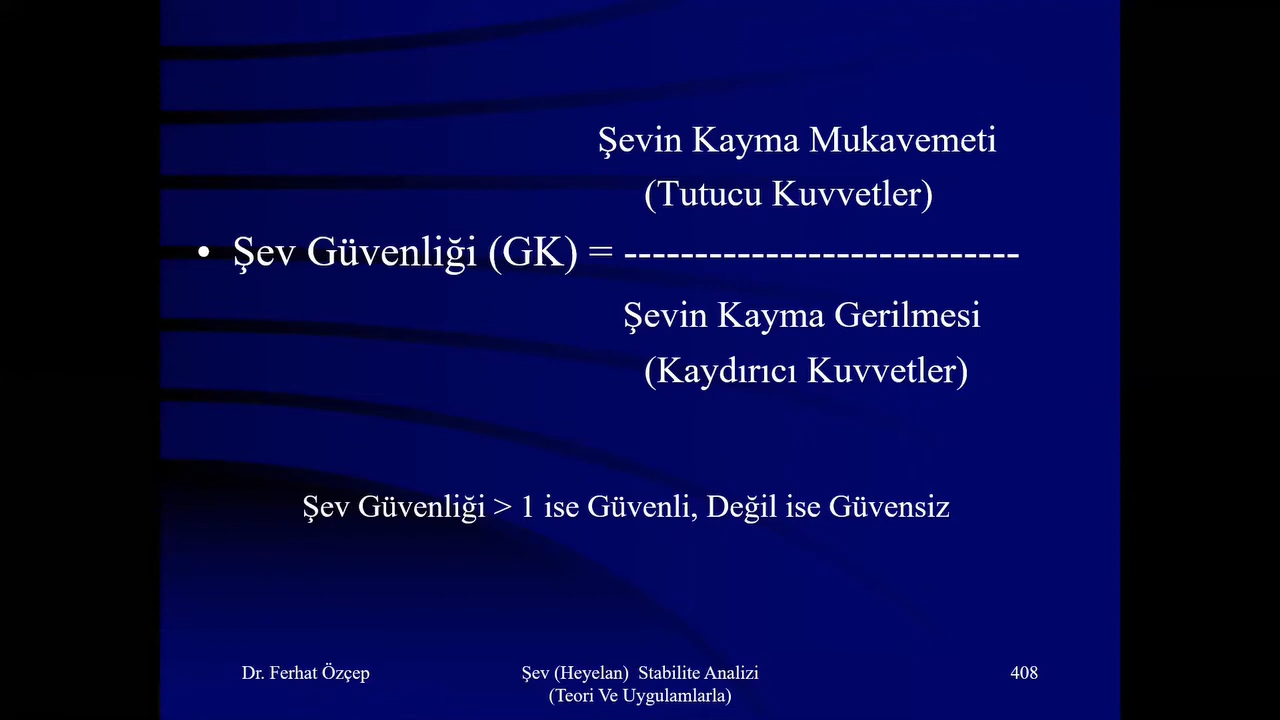 Şevin Kayma Mukavemeti
(Tutucu Kuvvetler)
• Şev Güvenliği (GK) = ----------------------------
Şevin Kayma Gerilmesi
(Kaydırıcı Kuvvetler)
Şev Güvenliği > 1 ise Güvenli, Değil ise Güvensiz
Dr. Ferhat Özçep
Şev (Heyelan) Stabilite Analizi
(Teori Ve Uygulamlarla)
408